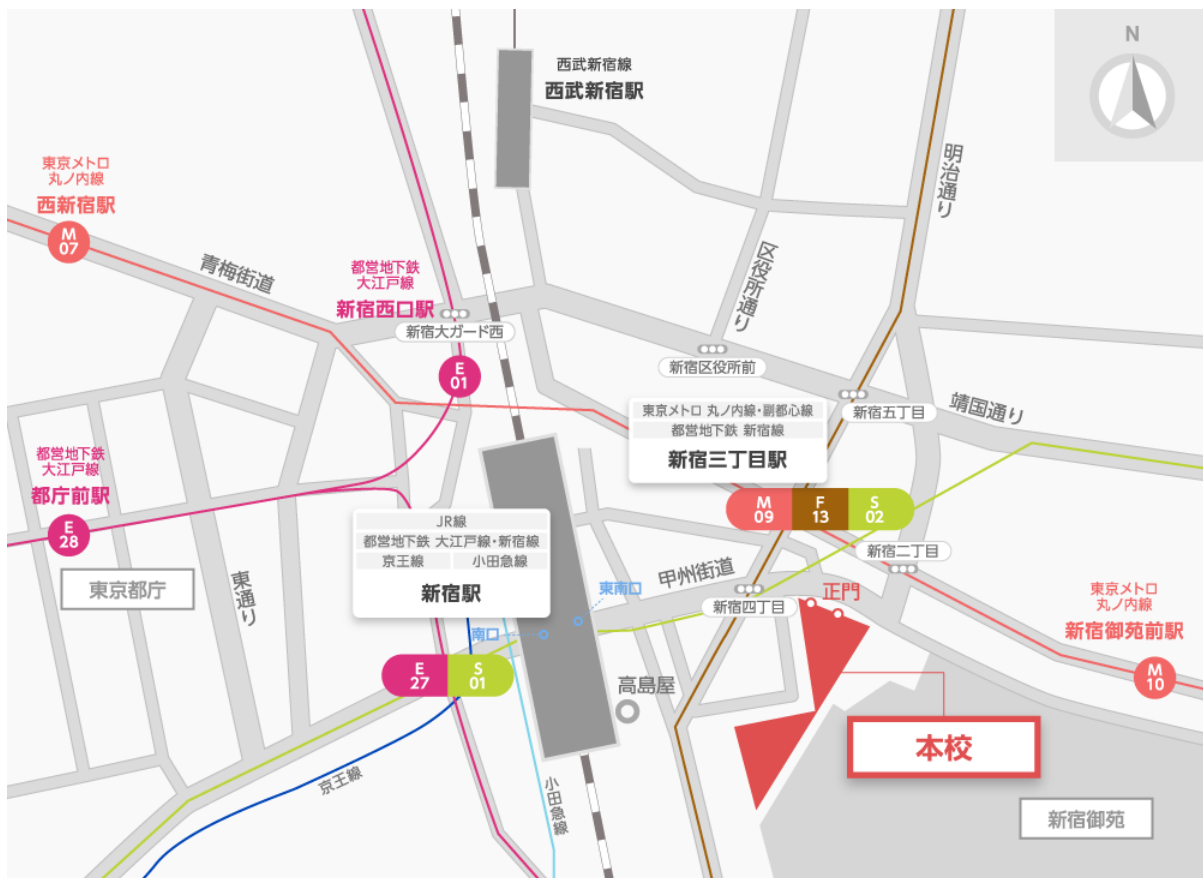 N
西武新宿線
西武新宿駅
明治通り
東京メトロ
丸ノ内線
西新宿駅
M
07
青梅街道
都営地下鉄
大江戸線
新宿西口駅
新宿大ガード西
区役所通り
新宿区役所前
E
01
東京メトロ 丸ノ内線・副都心線
都営地下鉄 新宿線
新宿三丁目駅
新宿五丁目
靖国通り
都営地下鉄
大江戸線
都庁前駅
E
28
M
09
F
13
S
02
JR線
都営地下鉄 大江戸線・新宿線
京王線
小田急線
新宿駅
新宿二丁目
東京都庁
東通り
甲州街道
東南口
新宿四丁目
正門
東京メトロ
丸ノ内線
新宿御苑前駅
M
10
南口
E
27
S
01
高島屋
本校
京王線
小田急線
新宿御苑